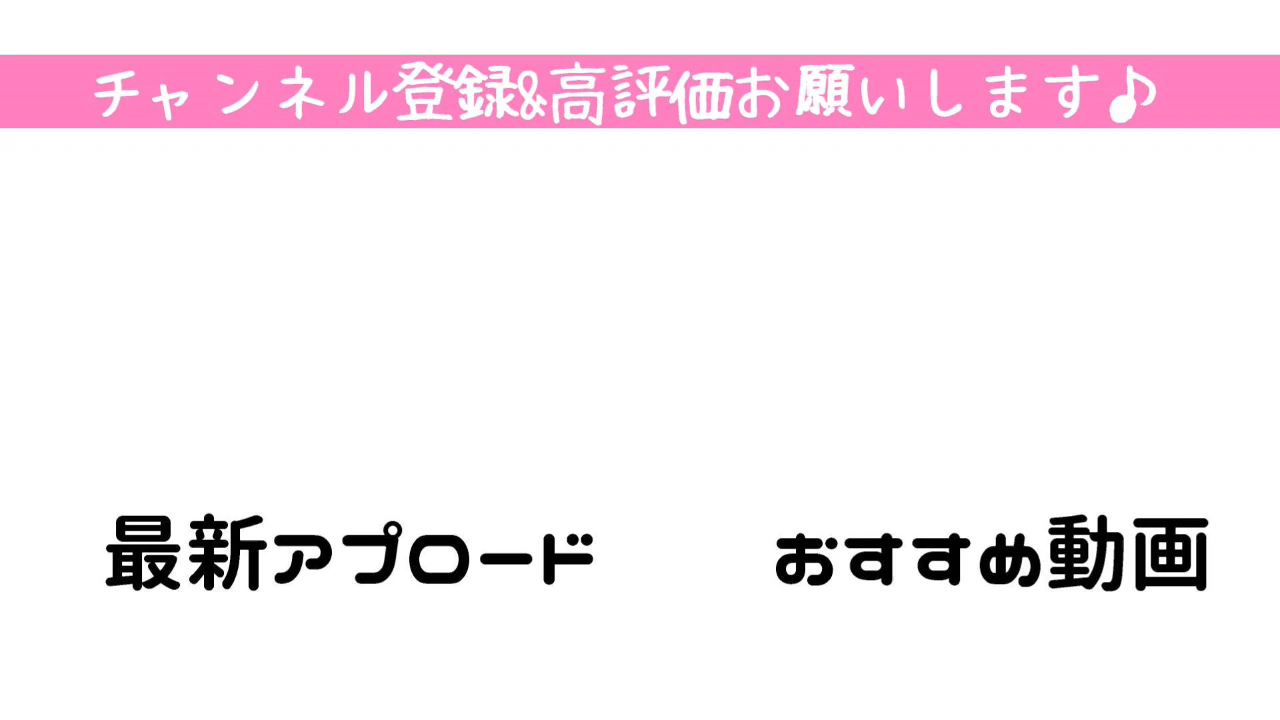 チャンネル登録&高評価お願いします♪
最新アプロード
おすすめ動画